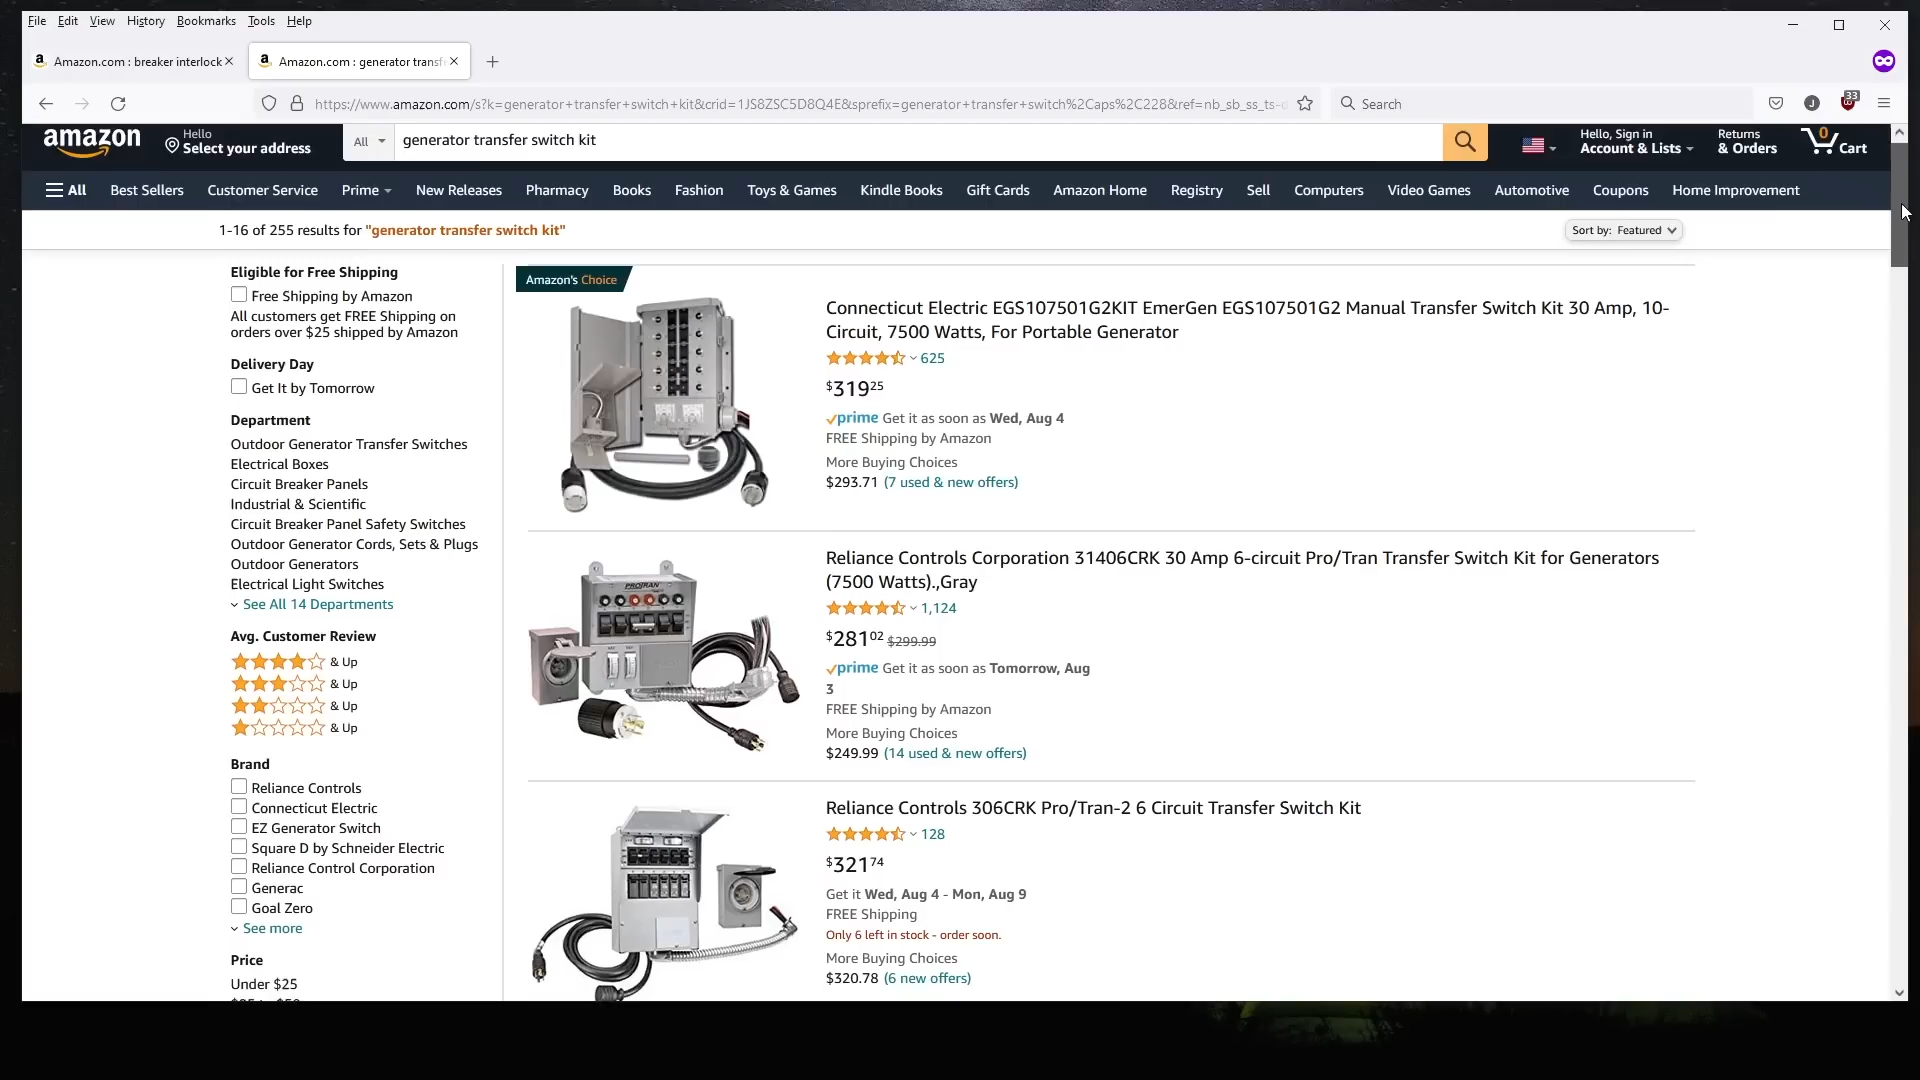 File Edit View History Bookmarks Tools Help
Amazon.com : breaker interlock
Amazon.com : generator transf
https://www.amazon.com/s?k=generator+transfer+switch+kit&crid=1JS8ZSC5D8Q4E&sprefix=generator+transfer+switch%2Caps%2C228&ref=nb_sb_ss_ts-d
Search
33
amazon
Hello
Select your address
All
generator transfer switch kit
Hello, Sign in
Account & Lists
Returns
& Orders
0
Cart
All Best Sellers Customer Service Prime New Releases Pharmacy Books Fashion Toys & Games Kindle Books Gift Cards Amazon Home Registry Sell Computers Video Games Automotive Coupons Home Improvement
1-16 of 255 results for "generator transfer switch kit"
Sort by: Featured
Eligible for Free Shipping
Free Shipping by Amazon
All customers get FREE Shipping on
orders over $25 shipped by Amazon
Delivery Day
Get It by Tomorrow
Department
Outdoor Generator Transfer Switches
Electrical Boxes
Circuit Breaker Panels
Industrial & Scientific
Circuit Breaker Panel Safety Switches
Outdoor Generator Cords, Sets & Plugs
Outdoor Generators
Electrical Light Switches
See All 14 Departments
Avg. Customer Review
& Up
& Up
& Up
& Up
Brand
Reliance Controls
Connecticut Electric
EZ Generator Switch
Square D by Schneider Electric
Reliance Control Corporation
Generac
Goal Zero
See more
Price
Under $25
Amazon's Choice
Connecticut Electric EGS107501G2KIT EmerGen EGS107501G2 Manual Transfer Switch Kit 30 Amp, 10-
Circuit, 7500 Watts, For Portable Generator
625
$319 25
prime Get it as soon as Wed, Aug 4
FREE Shipping by Amazon
More Buying Choices
$293.71 (7 used & new offers)
Reliance Controls Corporation 31406CRK 30 Amp 6-circuit Pro/Tran Transfer Switch Kit for Generators
(7500 Watts).,Gray
1,124
$281 02 $299.99
prime Get it as soon as Tomorrow, Aug
3
FREE Shipping by Amazon
More Buying Choices
$249.99 (14 used & new offers)
PROTRAN
Reliance Controls 306CRK Pro/Tran-2 6 Circuit Transfer Switch Kit
128
$321 74
Get it Wed, Aug 4 - Mon, Aug 9
FREE Shipping
Only 6 left in stock - order soon.
More Buying Choices
$320.78 (6 new offers)